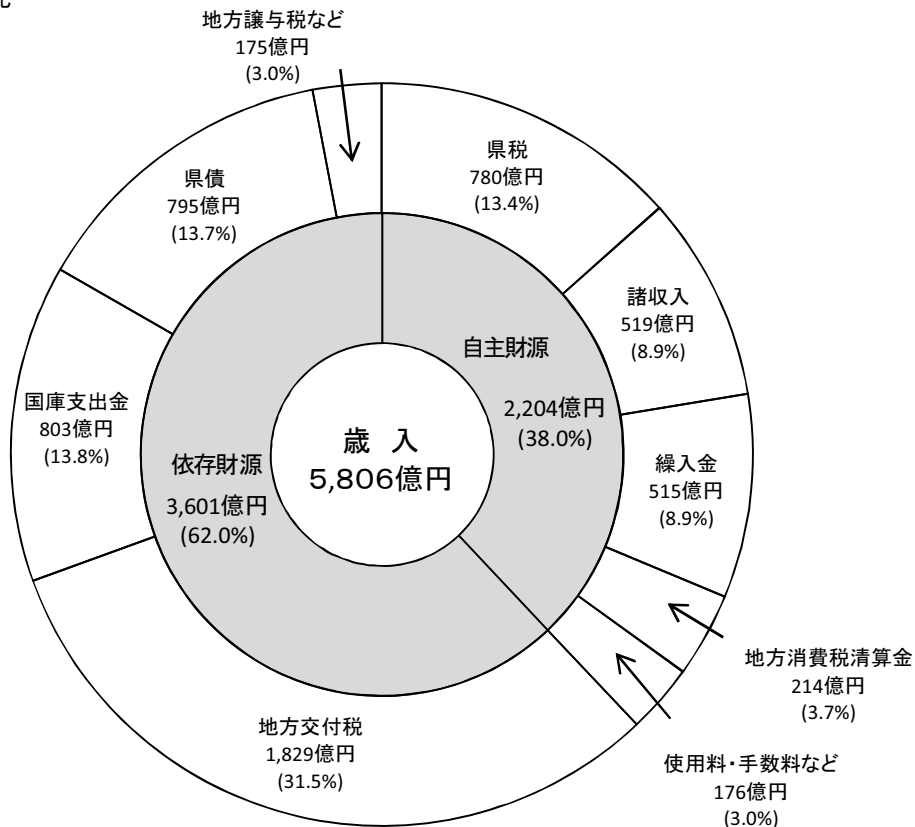 地方譲与税など
175億円
(3.0%)
県税
780億円
(13.4%)
県債
795億円
(13.7%)
諸収入
519億円
(8.9%)
自主財源
2,204億円
(38.0%)
国庫支出金
803億円
(13.8%)
依存財源
3,601億円
(62.0%)
歳 入
5,806億円
繰入金
515億円
(8.9%)
地方消費税清算金
214億円
(3.7%)
地方交付税
1,829億円
(31.5%)
使用料・手数料など
176億円
(3.0%)